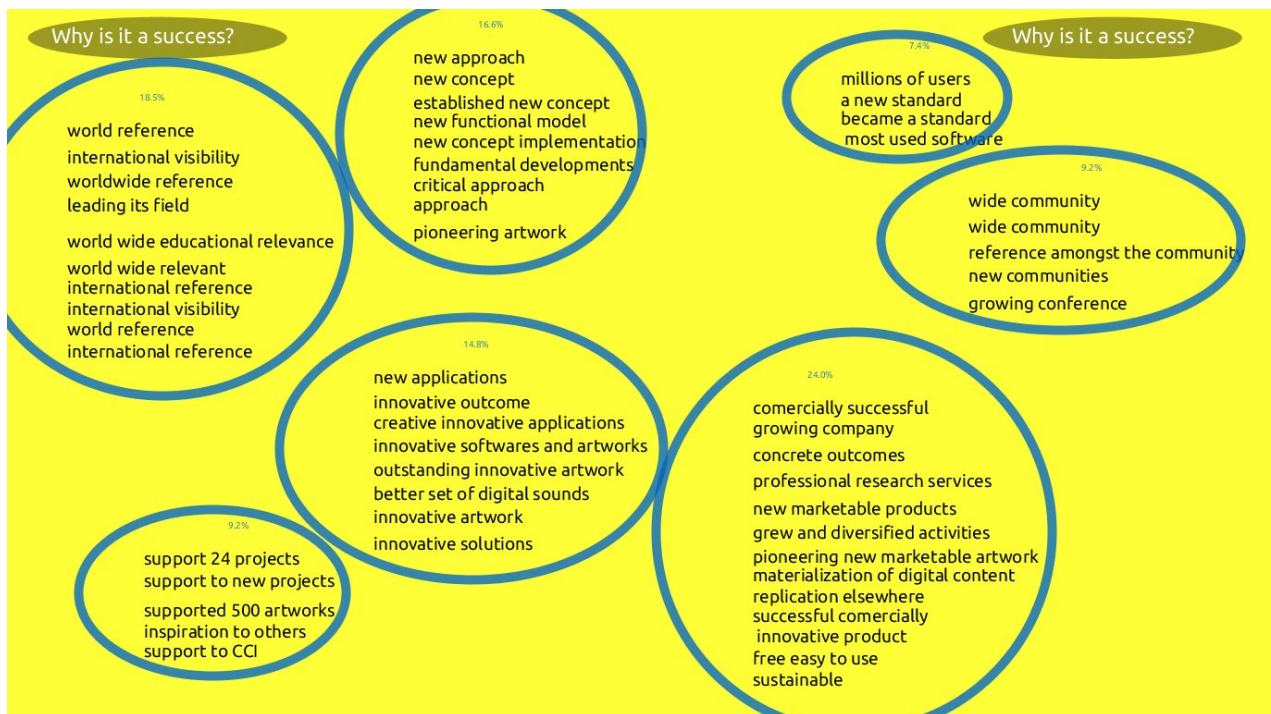 Why is it a success?
18.5%
world reference
international visibility
worldwide reference
leading its field
world wide educational relevance
world wide relevant
international reference
international visibility
world reference
international reference
16.6%
new approach
new concept
established new concept
new functional model
new concept implementation
fundamental developments
critical approach
approach
pioneering artwork
14.8%
new applications
innovative outcome
creative innovative applications
innovative softwares and artworks
outstanding innovative artwork
better set of digital sounds
innovative artwork
innovative solutions
9.2%
support 24 projects
support to new projects
supported 500 artworks
inspiration to others
support to CCI
Why is it a success?
7.4%
millions of users
a new standard
became a standard
most used software
9.2%
wide community
wide community
reference amongst the community
new communities
growing conference
24.0%
comercially successful
growing company
concrete outcomes
professional research services
new marketable products
grew and diversified activities
pioneering new marketable artwork
materialization of digital content
replication elsewhere
successful comercially
innovative product
free easy to use
sustainable